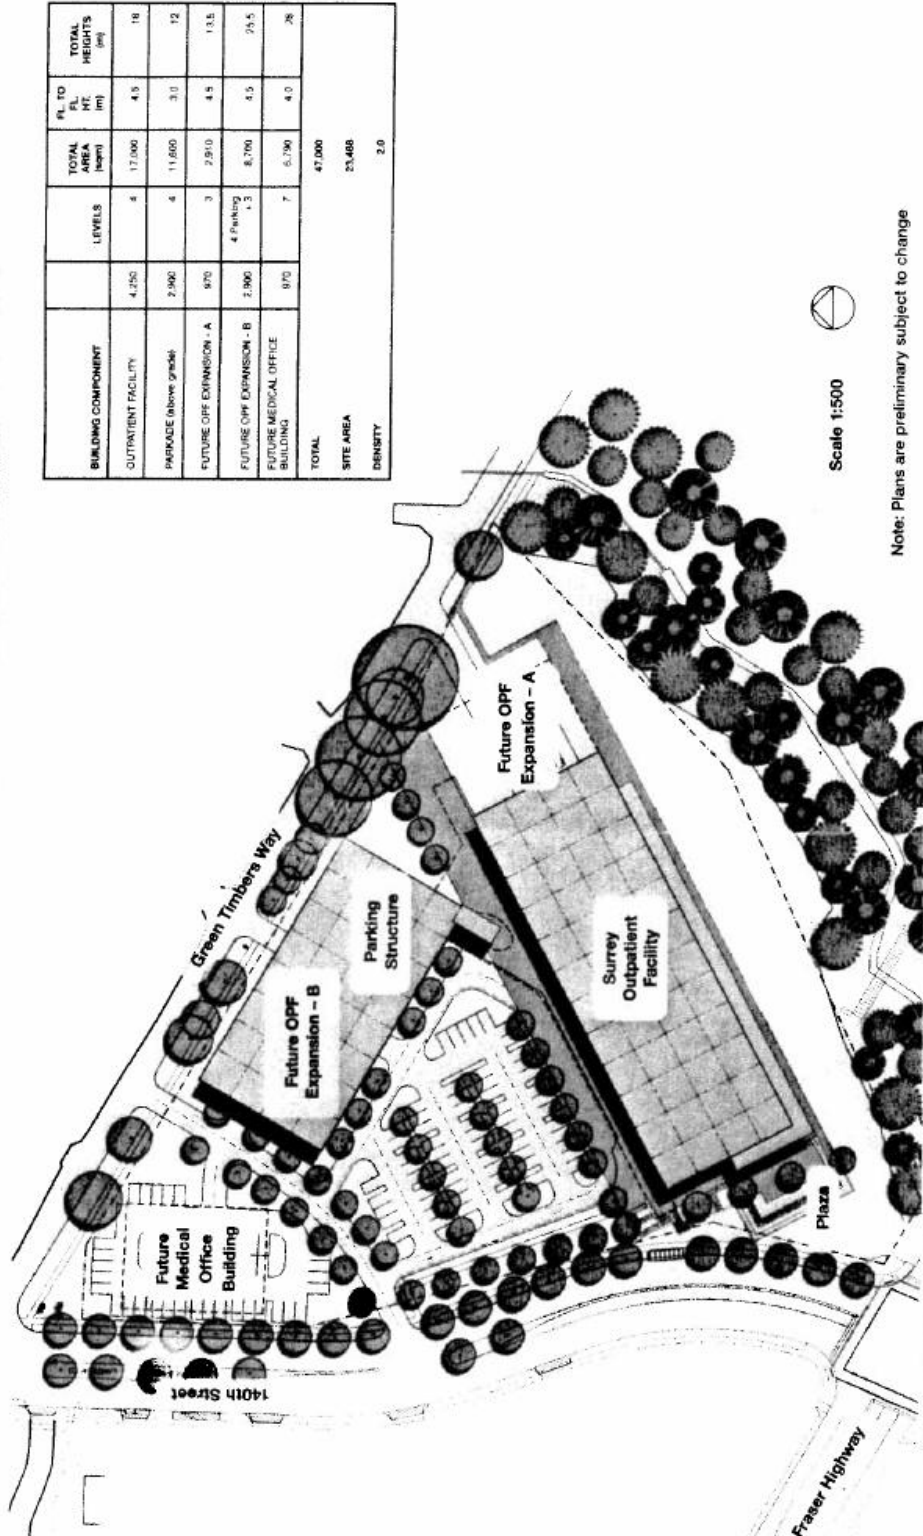 BUILDING COMPONENT LEVELS TOTAL AREA (sqm) FL. TO FL. HT. (m) TOTAL HEIGHTS (m)
OUTPATIENT FACILITY 4,250 4 17,000 4.5 18
PARKADE (above grade) 2,900 4 11,600 3.0 12
FUTURE OPF EXPANSION - A 970 3 2,910 4.5 13.5
FUTURE OPF EXPANSION - B 2,900 4 Parking + 3 8,700 4.5 25.5
FUTURE MEDICAL OFFICE BUILDING 970 7 6,790 4.0 28
TOTAL 47,000
SITE AREA 23,488
DENSITY 2.0
Green Timbers Way
Future OPF
Expansion – A
Parking
Structure
Future OPF
Expansion – B
Surrey
Outpatient
Facility
Future
Medical
Office
Building
Plaza
140th Street
Fraser Highway
Scale 1:500
Note: Plans are preliminary subject to change